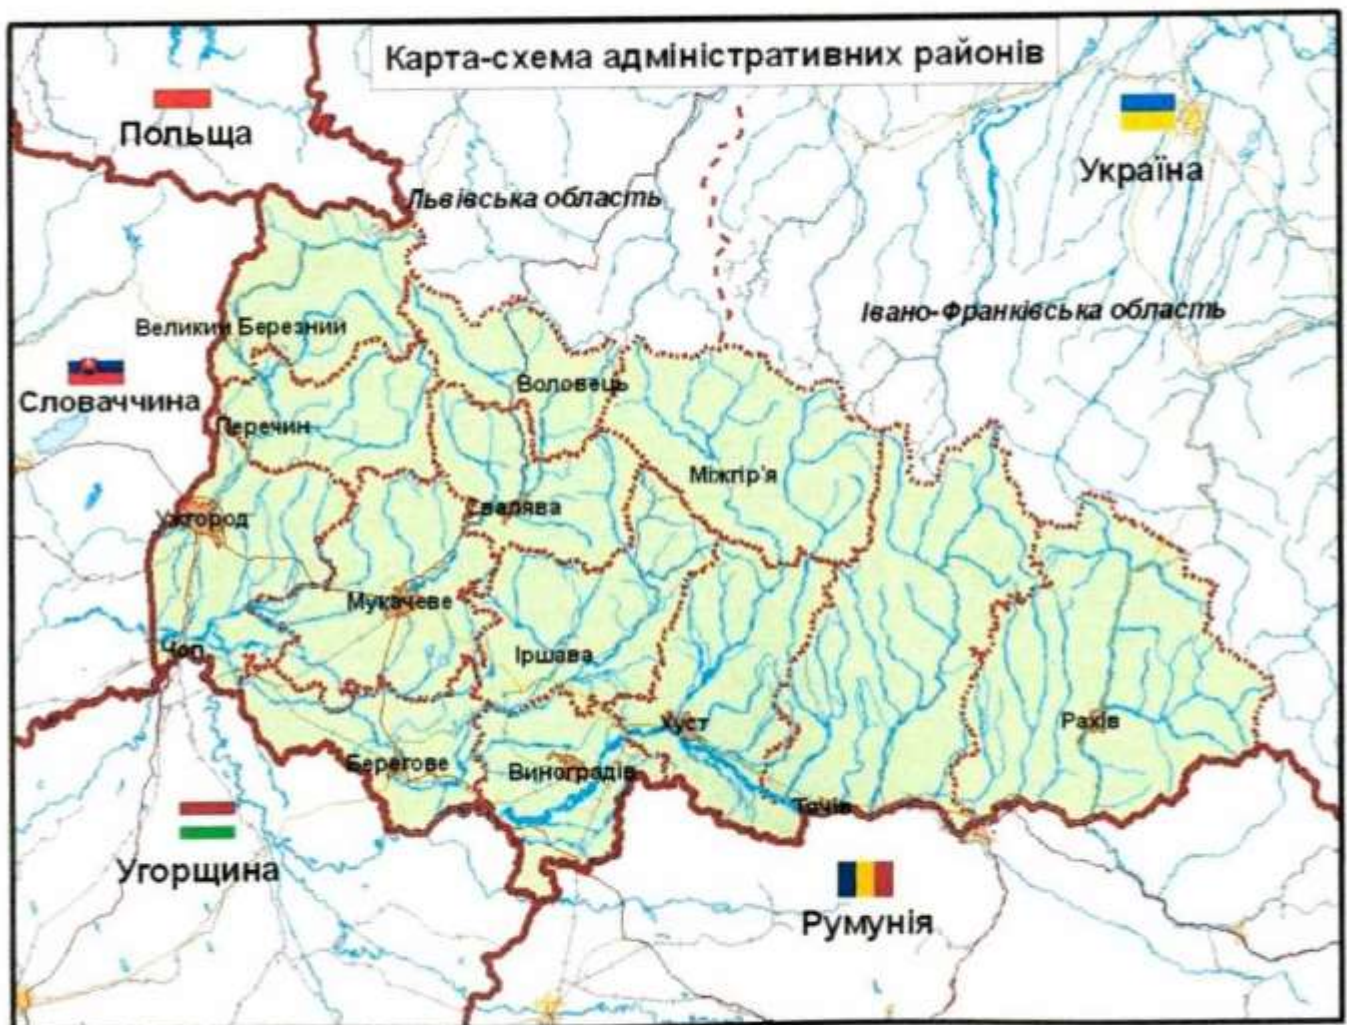 Карта-схема адміністративних районів
Польща
Україна
Львівська область
Івано-Франківська область
Великий Березний
Словаччина
Воловець
Перечин
Міжгір'я
Свалява
Ужгород
Мукачеве
Чоп
Іршава
Хуст
Рахів
Берегове
Виноградів
Тячів
Угорщина
Румунія